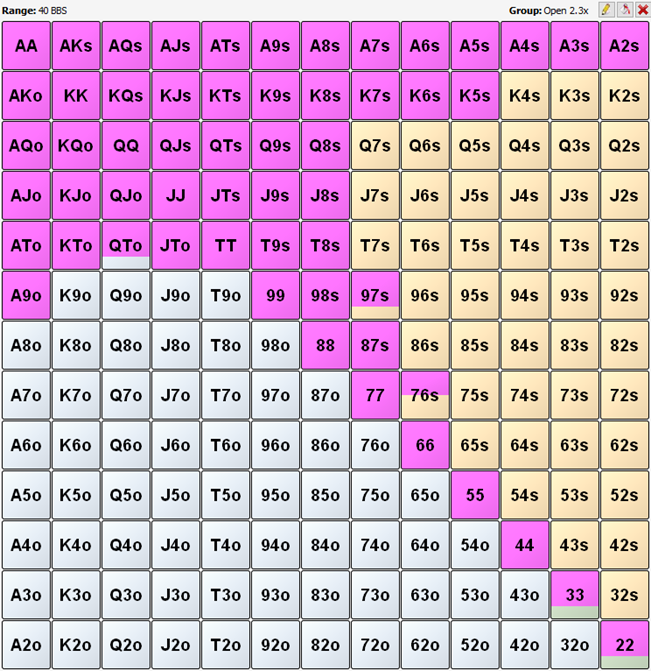 Range: 40 BBS Group: Open 2.3x
AA AKs AQs AJs ATs A9s A8s A7s A6s A5s A4s A3s A2s
AKo KK KQs KJs KTs K9s K8s K7s K6s K5s K4s K3s K2s
AQo KQo QQ QJs QTs Q9s Q8s Q7s Q6s Q5s Q4s Q3s Q2s
AJo KJo QJo JJ JTs J9s J8s J7s J6s J5s J4s J3s J2s
ATo KTo QTo JTo TT T9s T8s T7s T6s T5s T4s T3s T2s
A9o K9o Q9o J9o T9o 99 98s 97s 96s 95s 94s 93s 92s
A8o K8o Q8o J8o T8o 98o 88 87s 86s 85s 84s 83s 82s
A7o K7o Q7o J7o T7o 97o 87o 77 76s 75s 74s 73s 72s
A6o K6o Q6o J6o T6o 96o 86o 76o 66 65s 64s 63s 62s
A5o K5o Q5o J5o T5o 95o 85o 75o 65o 55 54s 53s 52s
A4o K4o Q4o J4o T4o 94o 84o 74o 64o 54o 44 43s 42s
A3o K3o Q3o J3o T3o 93o 83o 73o 63o 53o 43o 33 32s
A2o K2o Q2o J2o T2o 92o 82o 72o 62o 52o 42o 32o 22